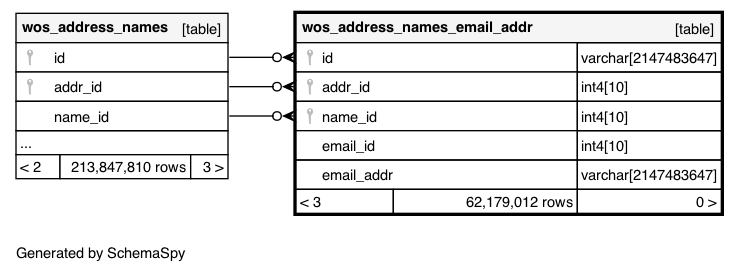 wos_address_names [table]
id
addr_id
name_id
...
< 2 213,847,810 rows 3 >
wos_address_names_email_addr [table]
id varchar[2147483647]
addr_id int4[10]
name_id int4[10]
email_id int4[10]
email_addr varchar[2147483647]
< 3 62,179,012 rows 0 >
Generated by SchemaSpy